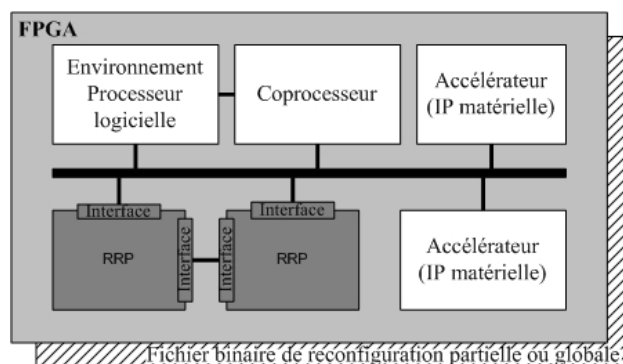 FPGA
Environnement
Processeur
logicielle
Coprocesseur
Accélérateur
(IP matérielle)
Interface
RRP
Interface
Interface
Interface
RRP
Accélérateur
(IP matérielle)
Fichier binaire de reconfiguration partielle ou globale